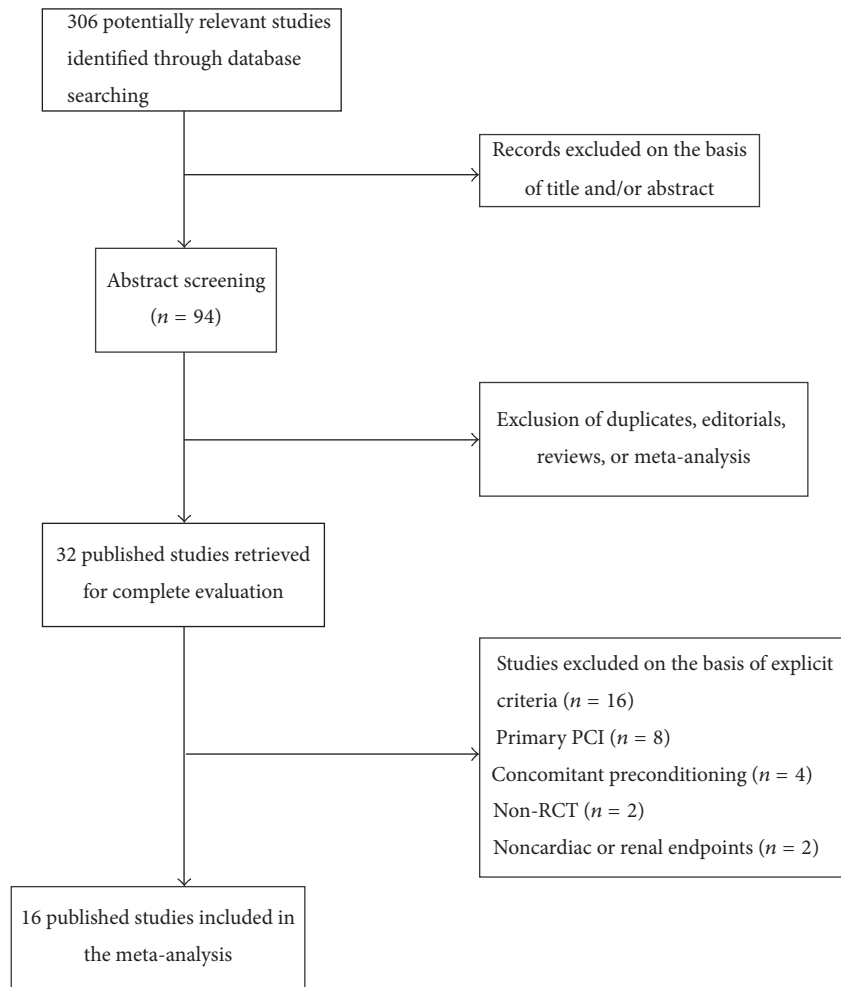 306 potentially relevant studies
identified through database
searching
Records excluded on the basis
of title and/or abstract
Abstract screening
(n = 94)
Exclusion of duplicates, editorials,
reviews, or meta-analysis
32 published studies retrieved
for complete evaluation
Studies excluded on the basis of explicit
criteria (n = 16)
Primary PCI (n = 8)
Concomitant preconditioning (n = 4)
Non-RCT (n = 2)
Noncardiac or renal endpoints (n = 2)
16 published studies included in
the meta-analysis